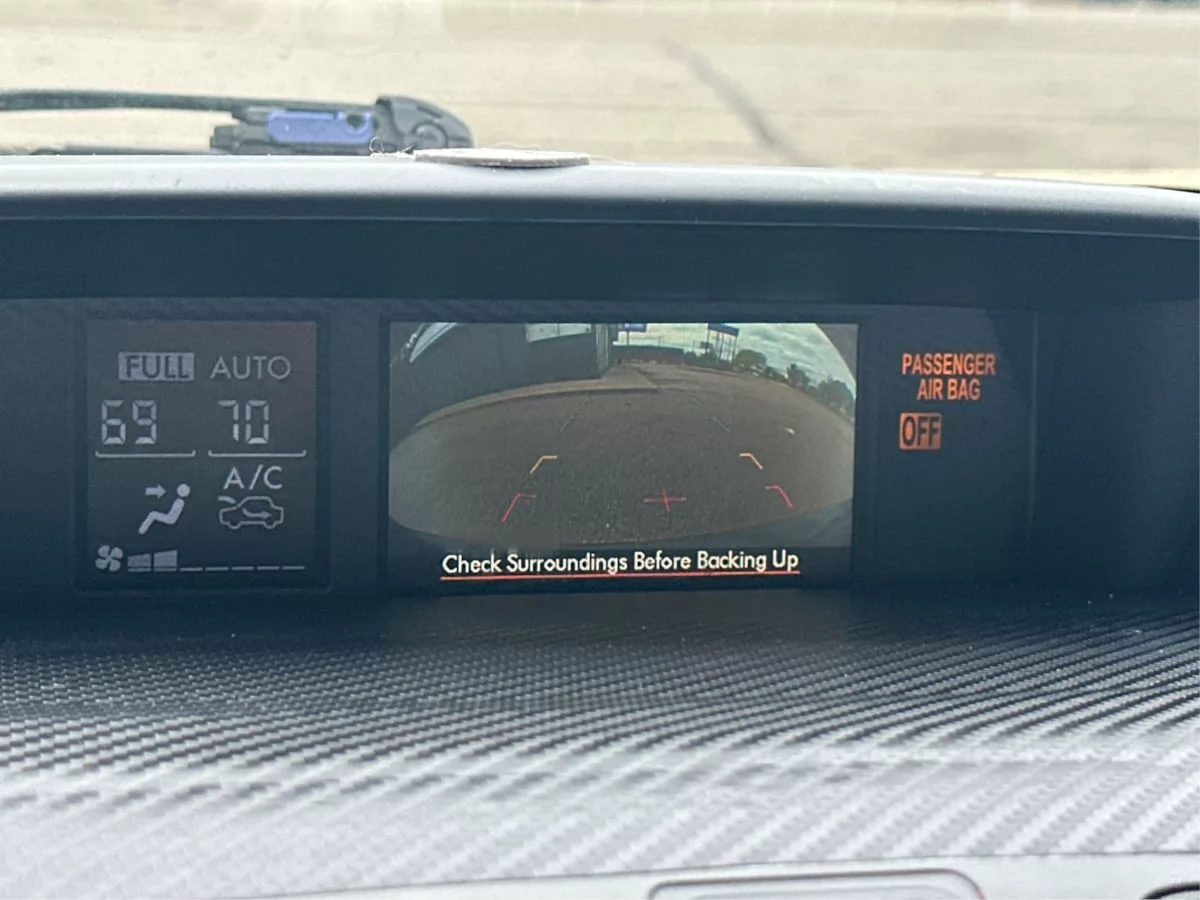 FULL AUTO
69 70
A/C
Check Surroundings Before Backing Up
PASSENGER
AIR BAG
OFF